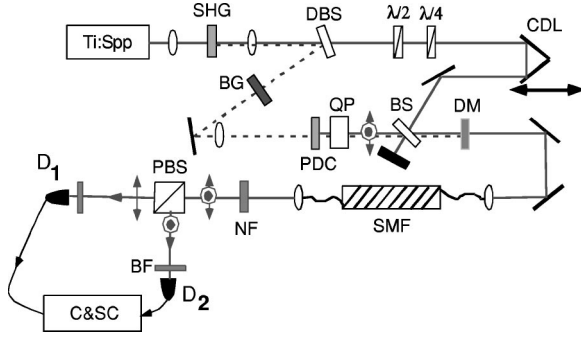 SHG
DBS
λ/2
λ/4
CDL
Ti:Spp
BG
QP
BS
DM
PDC
D1
PBS
NF
SMF
BF
D2
C&SC